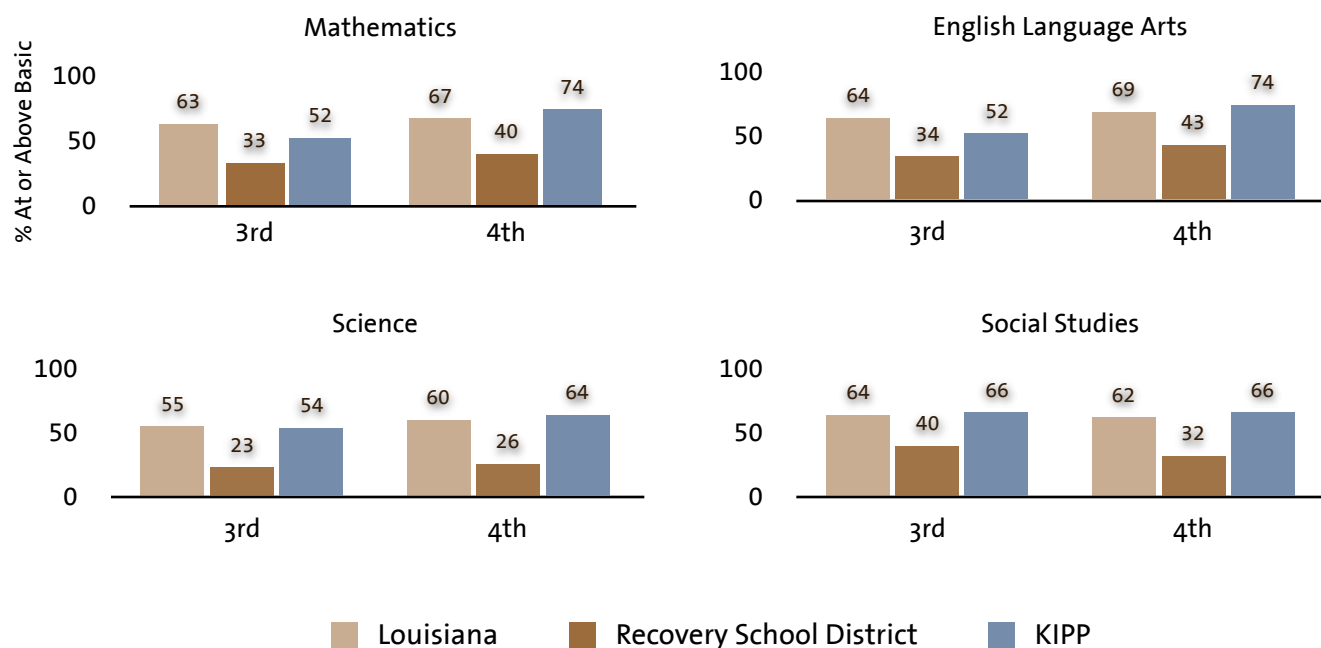 Mathematics
% At or Above Basic
100
50
0
63
33
52
67
40
74
3rd
4th
English Language Arts
100
50
0
64
34
52
69
43
74
3rd
4th
Science
100
50
0
55
23
54
60
26
64
3rd
4th
Social Studies
100
50
0
64
40
66
62
32
66
3rd
4th
Louisiana
Recovery School District
KIPP